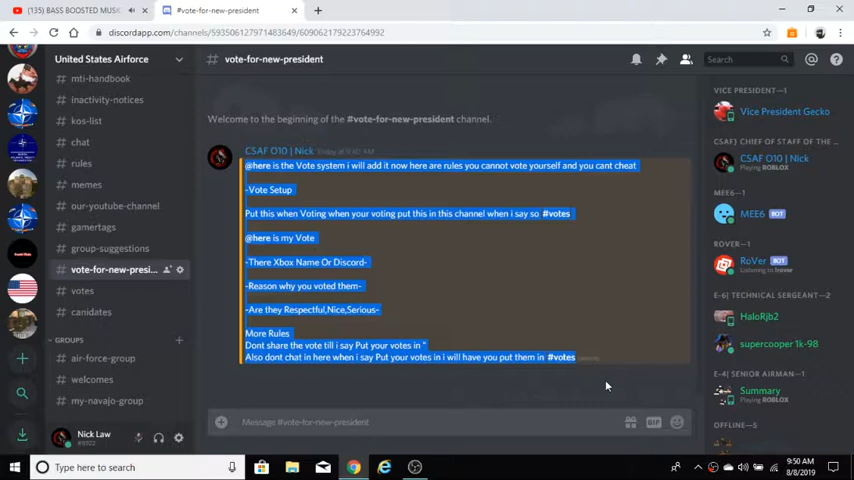 (135) BASS BOOSTED MUSI
#vote-for-new-president
discordapp.com/channels/593506127971483649/609062179223764992
United States Airforce
# vote-for-new-president
Search
# mti-handbook
# inactivity-notices
# kos-list
# chat
# rules
# memes
# our-youtube-channel
# gamertags
# group-suggestions
# vote-for-new-presi...
# votes
# canidates
GROUPS
# air-force-group
# welcomes
# my-navajo-group
Nick Law
#8922
Welcome to the beginning of the #vote-for-new-president channel.
CSAF O10 | Nick
@here is the Vote system i will add it now here are rules you cannot vote yourself and you cant cheat
-Vote Setup
Put this when Voting when your voting put this in this channel when i say so #votes
@here is my Vote
-There Xbox Name Or Discord-
-Reason why you voted them-
-Are they Respectful,Nice,Serious-
More Rules
Dont share the vote till i say Put your votes in "
Also dont chat in here when i say Put your votes in i will have you put them in #votes
Message #vote-for-new-president
GIF
VICE PRESIDENT—1
Vice President Gecko
CSAF} CHIEF OF STAFF OF THE ...
CSAF O10 | Nick
Playing ROBLOX
MEE6—1
MEE6 BOT
ROVER—1
RoVer BOT
Listening to !rover
E-6] TECHNICAL SERGEANT—2
HaloRjb2
supercooper 1k-98
E-4] SENIOR AIRMAN—1
Summary
Playing ROBLOX
OFFLINE—
Type here to search
9:50 AM
8/8/2019